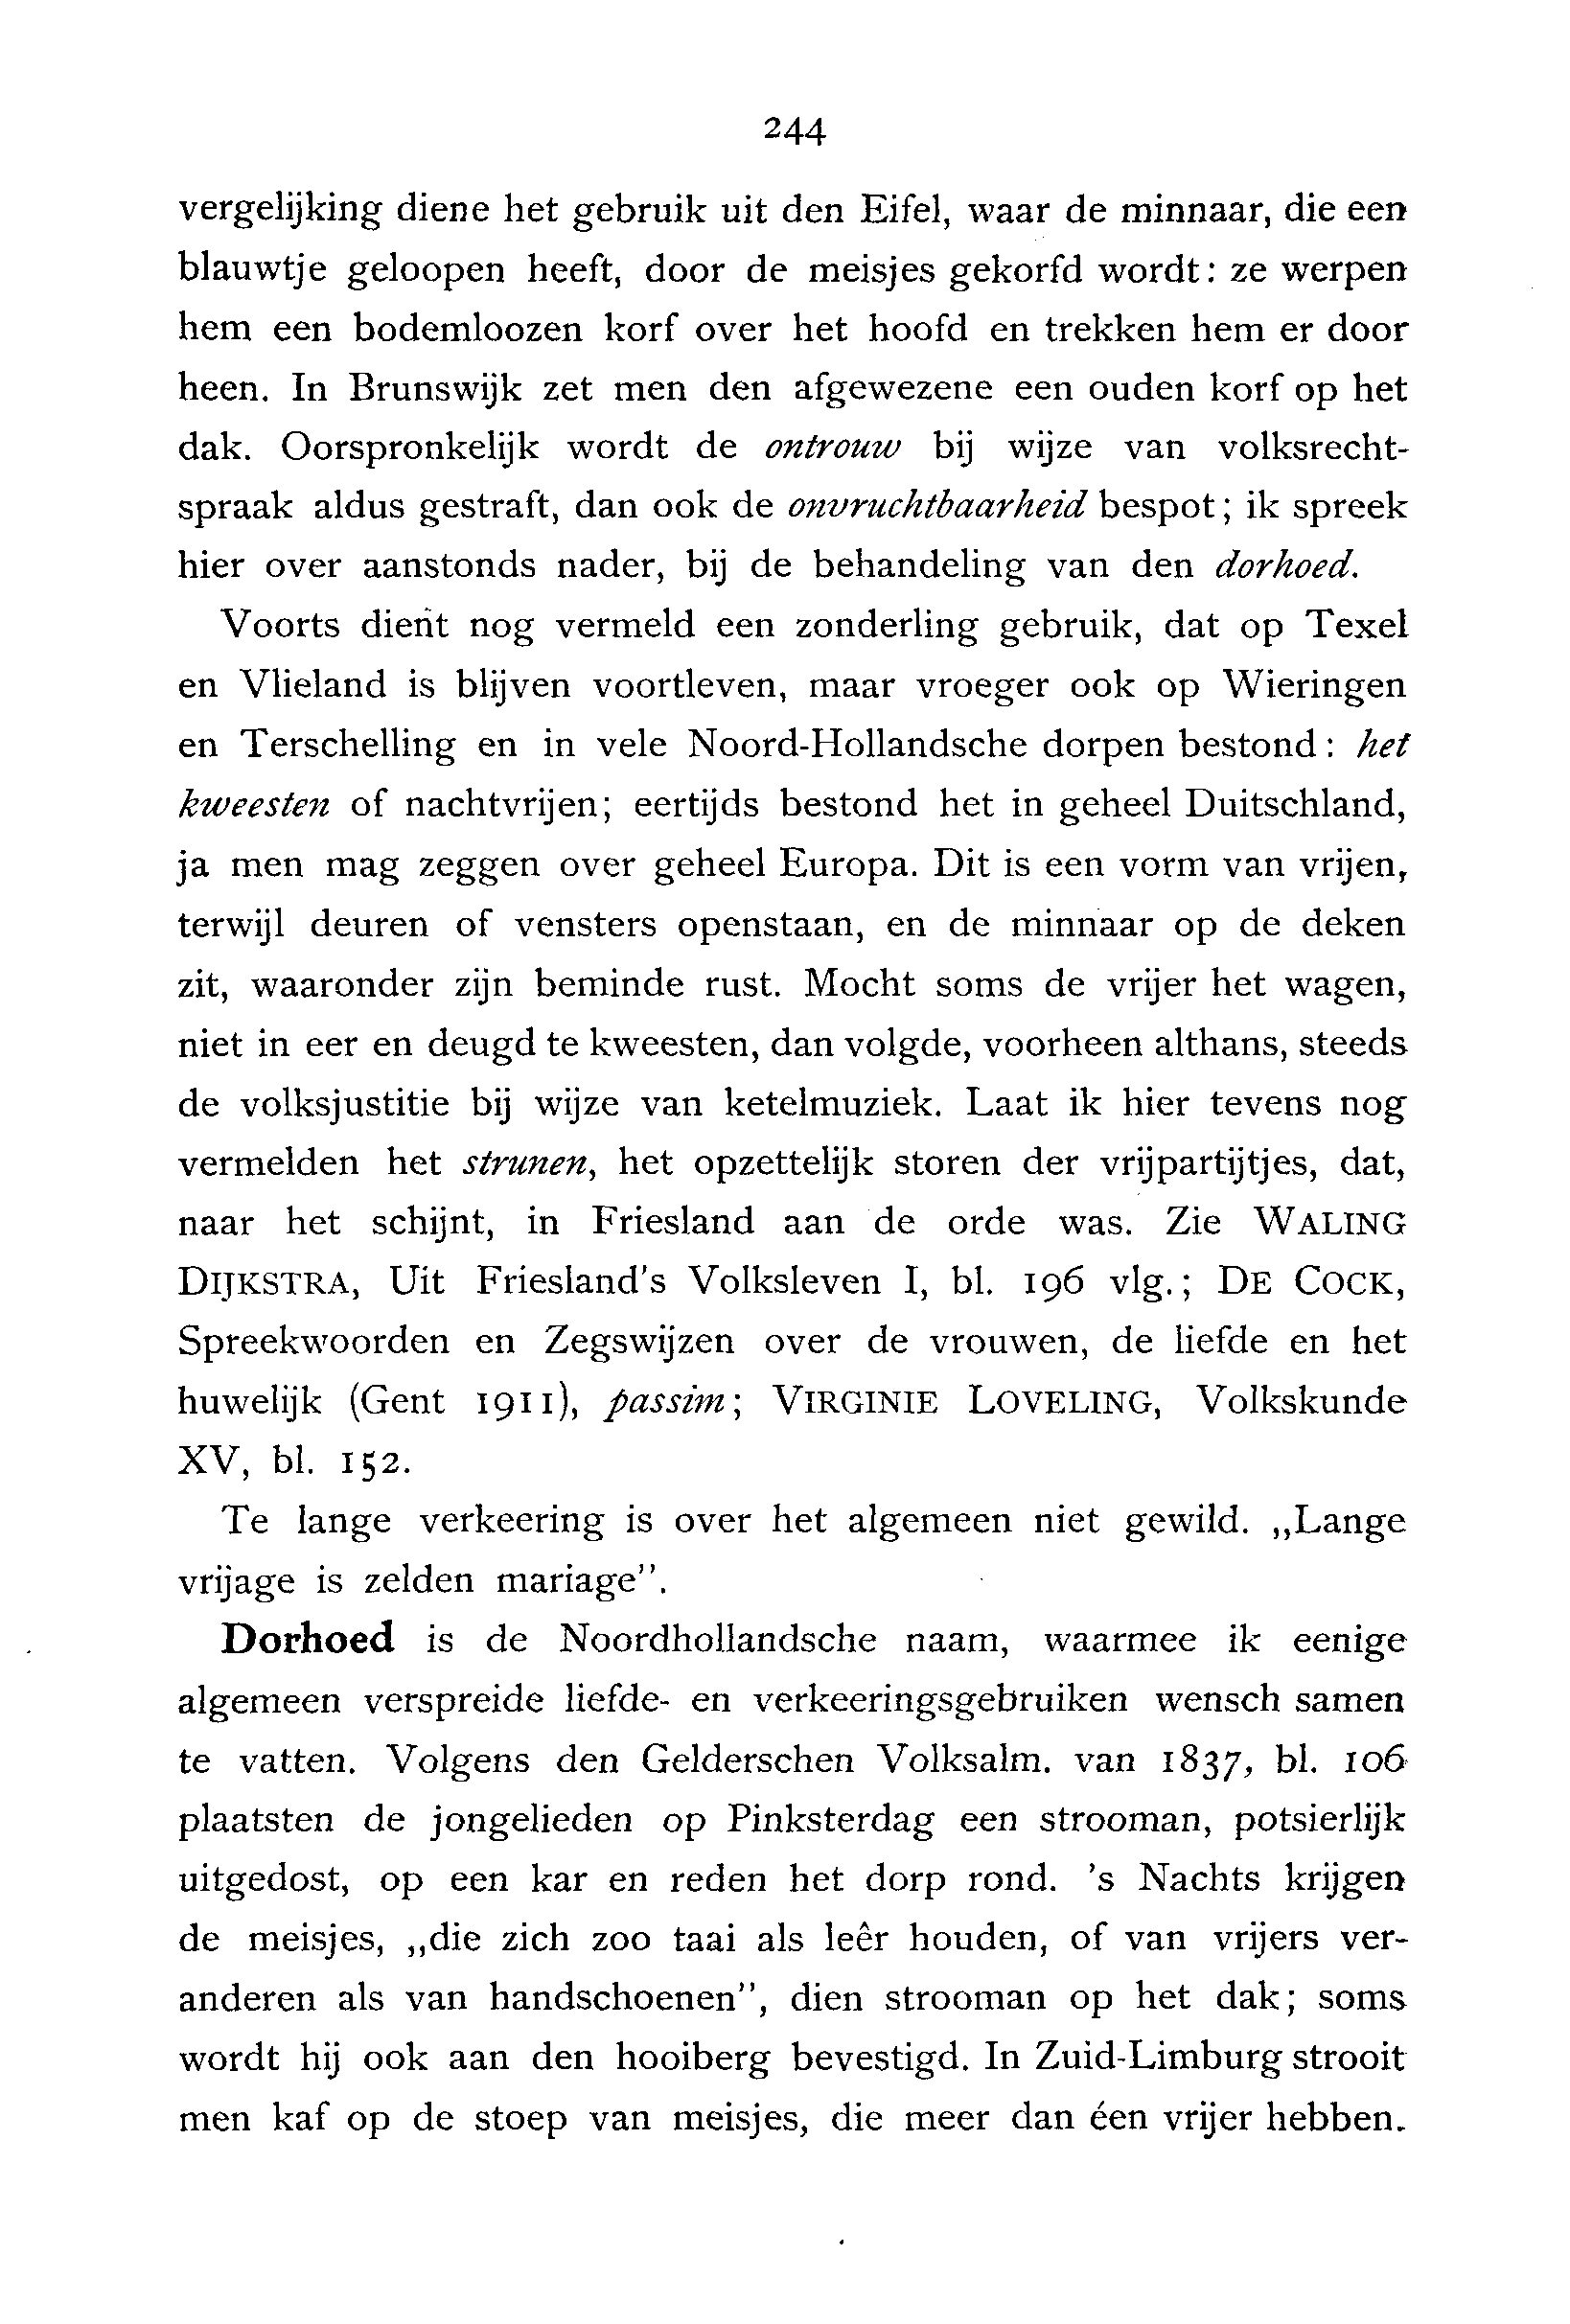 244
vergelijking diene het gebruik uit den Eifel, waar de minnaar, die een
blauwtje geloopen heeft, door de meisjes gekorfd wordt: ze werpen
hem een bodemloozen korf over het hoofd en trekken hem er door
heen. In Brunswijk zet men den afgewezene een ouden korf op het
dak. Oorspronkelijk wordt de ontrouw bij wijze van volksrecht-
spraak aldus gestraft, dan ook de onvruchtbaarheid bespot; ik spreek
hier over aanstonds nader, bij de behandeling van den dorhoed.
Voorts dient nog vermeld een zonderling gebruik, dat op Texel
en Vlieland is blijven voortleven, maar vroeger ook op Wieringen
en Terschelling en in vele Noord-Hollandsche dorpen bestond: het
kweesten of nachtvrijen; eertijds bestond het in geheel Duitschland,
ja men mag zeggen over geheel Europa. Dit is een vorm van vrijen,
terwijl deuren of vensters openstaan, en de minnaar op de deken
zit, waaronder zijn beminde rust. Mocht soms de vrijer het wagen,
niet in eer en deugd te kweesten, dan volgde, voorheen althans, steeds
de volksjustitie bij wijze van ketelmuziek. Laat ik hier tevens nog
vermelden het strunen, het opzettelijk storen der vrijpartijtjes, dat,
naar het schijnt, in Friesland aan de orde was. Zie WALING
DIJKSTRA, Uit Friesland's Volksleven I, bl. 196 vlg.; DE COCK,
Spreekwoorden en Zegswijzen over de vrouwen, de liefde en het
huwelijk (Gent 1911), passim; VIRGINIE LOVELING, Volkskunde
XV, bl. 152.
Te lange verkeering is over het algemeen niet gewild. „Lange
vrijage is zelden mariage”.
Dorhoed is de Noordhollandsche naam, waarmee ik eenige
algemeen verspreide liefde- en verkeeringsgebruiken wensch samen
te vatten. Volgens den Gelderschen Volksalm. van 1837, bl. 106
plaatsten de jongelieden op Pinksterdag een strooman, potsierlijk
uitgedost, op een kar en reden het dorp rond. 's Nachts krijgen
de meisjes, „die zich zoo taai als leêr houden, of van vrijers ver-
anderen als van handschoenen”, dien strooman op het dak; soms
wordt hij ook aan den hooiberg bevestigd. In Zuid-Limburg strooit
men kaf op de stoep van meisjes, die meer dan éen vrijer hebben.